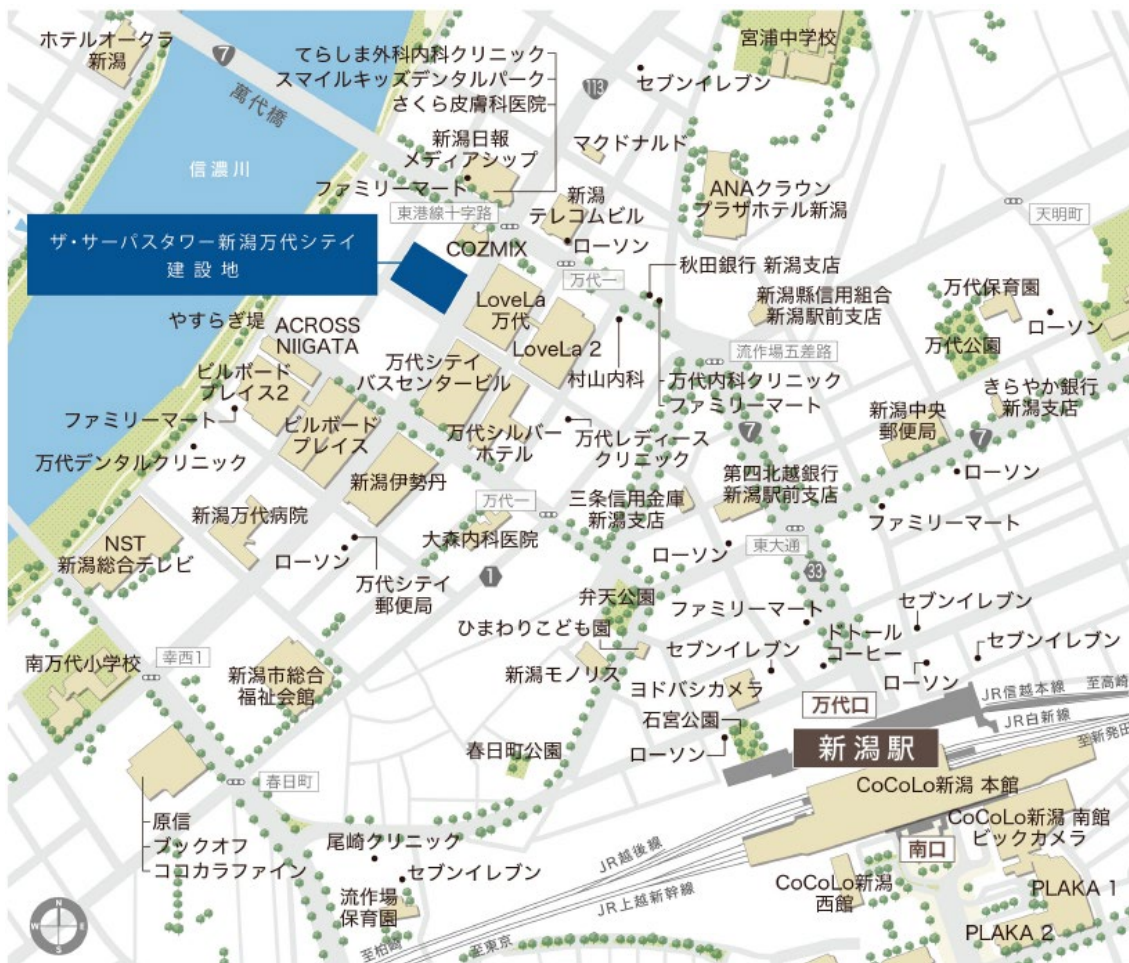 ホテルオークラ
新潟
7
萬代橋
信濃川
てらしま外科内科クリニック
スマイルキッズデンタルパーク
さくら皮膚科医院
新潟日報
メディアシップ
ファミリーマート
東港線十字路
113
セブンイレブン
マクドナルド
宮浦中学校
新潟
テレコムビル
ローソン
ANAクラウン
プラザホテル新潟
天明町
ザ・サーパスタワー新潟万代シテイ
建設地
COZMIX
万代一
秋田銀行 新潟支店
新潟縣信用組合
新潟駅前支店
万代保育園
ローソン
万代公園
やすらぎ堤
ACROSS
NIIGATA
LoveLa
万代
LoveLa 2
万代シテイ
バスセンタービル
村山内科
流作場五差路
万代内科クリニック
ファミリーマート
きらやか銀行
新潟支店
ビルボード
プレイス2
ファミリーマート
万代デンタルクリニック
ビルボード
プレイス
万代シルバー
ホテル
万代レディース
クリニック
7
新潟中央
郵便局
7
ローソン
新潟伊勢丹
新潟万代病院
万代一
三条信用金庫
新潟支店
第四北越銀行
新潟駅前支店
ファミリーマート
NST
新潟総合テレビ
ローソン
万代シテイ
郵便局
大森内科医院
1
ローソン
東大通
33
弁天公園
ファミリーマート
セブンイレブン
ひまわりこども園
ドトール
コーヒー
セブンイレブン
南万代小学校
幸西1
新潟市総合
福祉会館
新潟モノリス
セブンイレブン
ヨドバシカメラ
ローソン
JR信越本線
至高崎
万代口
JR白新線
至新発田
石宮公園
ローソン
新潟駅
春日町公園
春日町
CoCoLo新潟 本館
原信
ブックオフ
ココカラファイン
尾崎クリニック
セブンイレブン
流作場
保育園
JR越後線
JR上越新幹線
至柏崎
至東京
CoCoLo新潟 南館
ビックカメラ
南口
CoCoLo新潟
西館
PLAKA 1
PLAKA 2
N
W
E
S